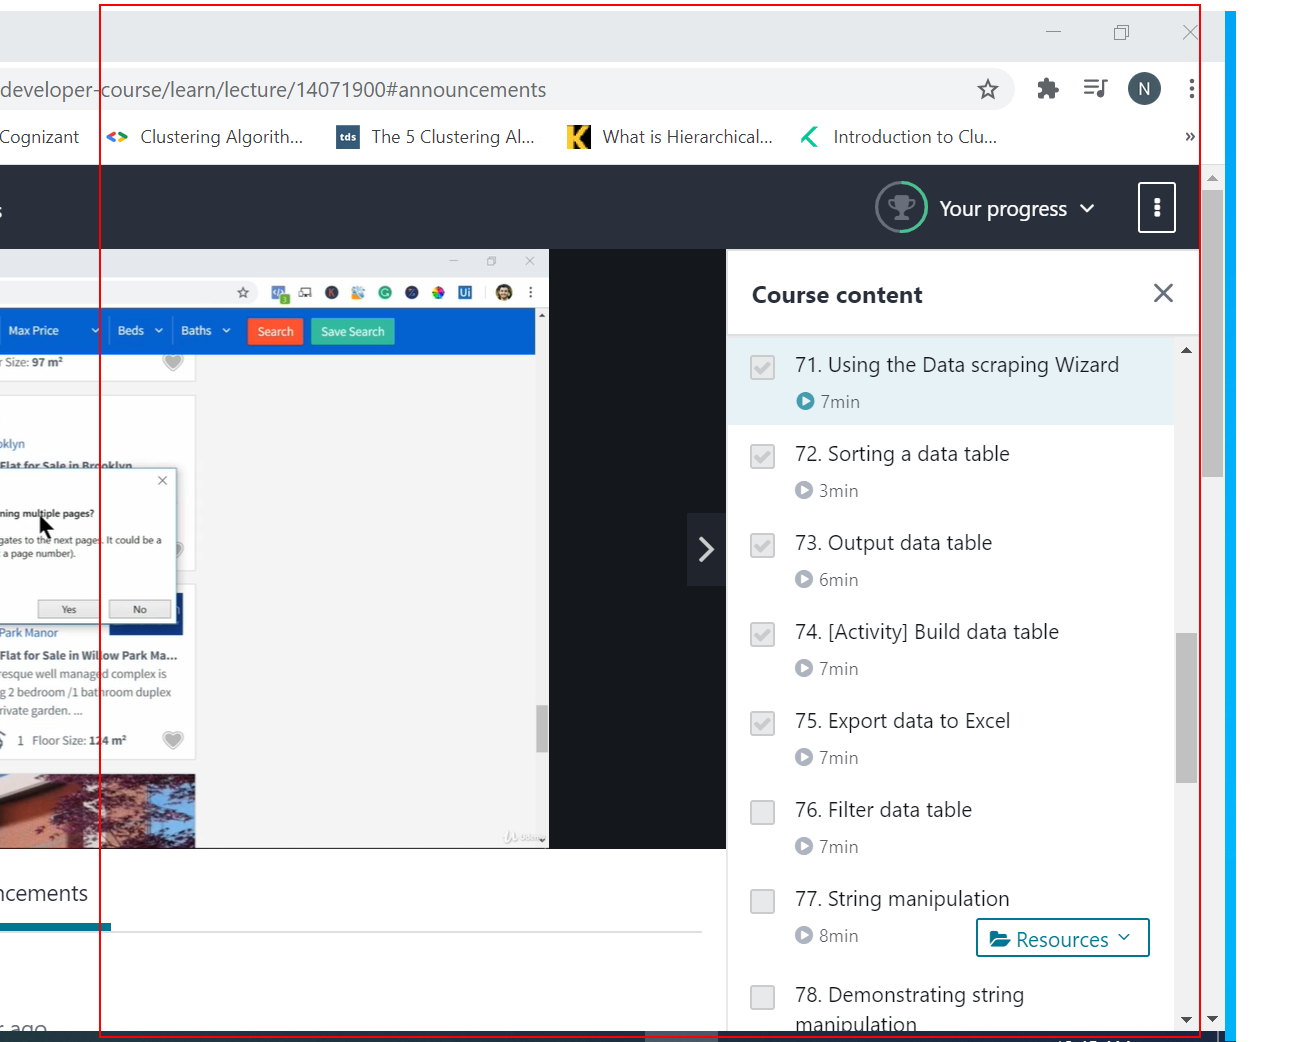 developer-course/learn/lecture/14071900#announcements
N
Cognizant
Clustering Algorith...
tds
The 5 Clustering Al...
K
What is Hierarchical...
Introduction to Clu...
»
s
Your progress
Ui
Max Price
Beds
Baths
Search
Save Search
r Size: 97 m²
oklyn
Flat for Sale in Brooklyn
ning multiple pages?
gates to the next pages. It could be a
t a page number).
Yes
No
Park Manor
Flat for Sale in Willow Park Ma...
resque well managed complex is
g 2 bedroom /1 bathroom duplex
rivate garden. ...
1 Floor Size: 124 m²
Udemy
ncements
r ago
Course content
71. Using the Data scraping Wizard
7min
72. Sorting a data table
3min
73. Output data table
6min
74. [Activity] Build data table
7min
75. Export data to Excel
7min
76. Filter data table
7min
77. String manipulation
8min
Resources
78. Demonstrating string
manipulation